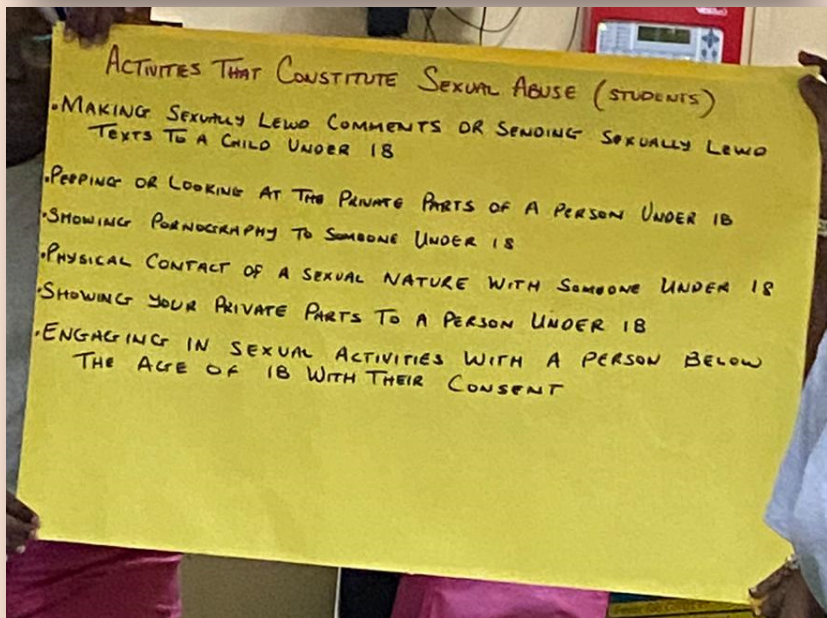 ACTIVITIES THAT CONSTITUTE SEXUAL ABUSE (STUDENTS)
• MAKING SEXUALLY LEWD COMMENTS OR SENDING SEXUALLY LEWD
TEXTS TO A CHILD UNDER 18
• PEEPING OR LOOKING AT THE PRIVATE PARTS OF A PERSON UNDER 18
• SHOWING PORNOGRAPHY TO SOMEONE UNDER 18
• PHYSICAL CONTACT OF A SEXUAL NATURE WITH SOMEONE UNDER 18
• SHOWING YOUR PRIVATE PARTS TO A PERSON UNDER 18
• ENGAGING IN SEXUAL ACTIVITIES WITH A PERSON BELOW
THE AGE OF 18 WITH THEIR CONSENT